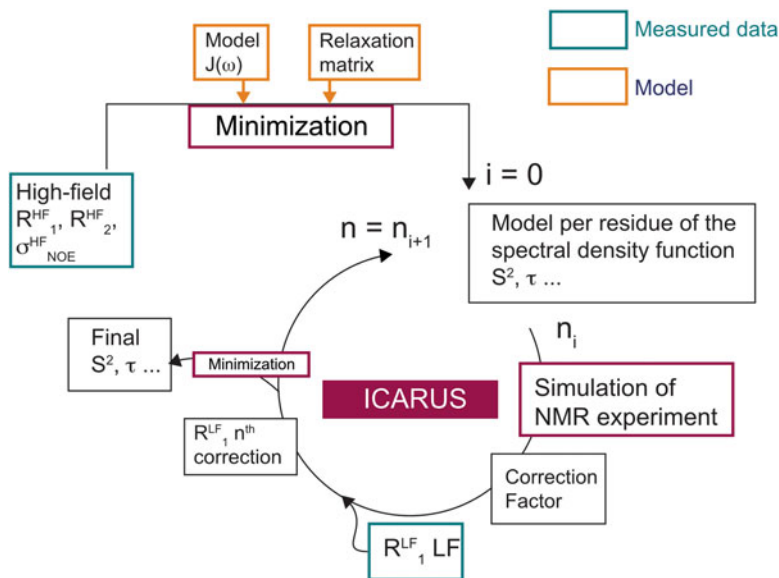 Model
J(ω)
Relaxation
matrix
Measured data
Model
Minimization
High-field
R^HF_1, R^HF_2,
σ^HF_NOE
i = 0
n = n_i+1
Model per residue of the
spectral density function
S², τ ...
n_i
Final
S², τ ...
Minimization
ICARUS
Simulation of
NMR experiment
R^LF_1 n^th
correction
Correction
Factor
R^LF_1 LF